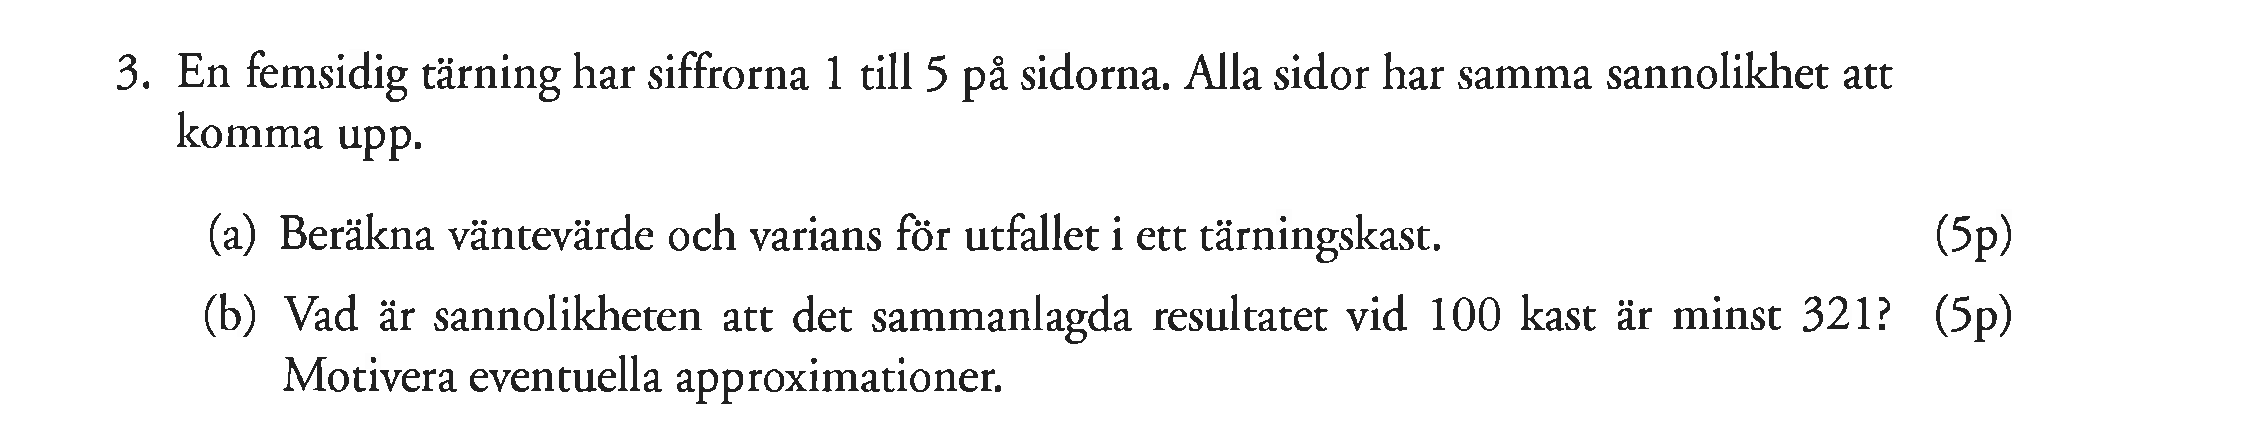 3. En femsidig tärning har siffrorna 1 till 5 på sidorna. Alla sidor har samma sannolikhet att
komma upp.
(a) Beräkna väntevärde och varians för utfallet i ett tärningskast. (5p)
(b) Vad är sannolikheten att det sammanlagda resultatet vid 100 kast är minst 321? (5p)
Motivera eventuella approximationer.